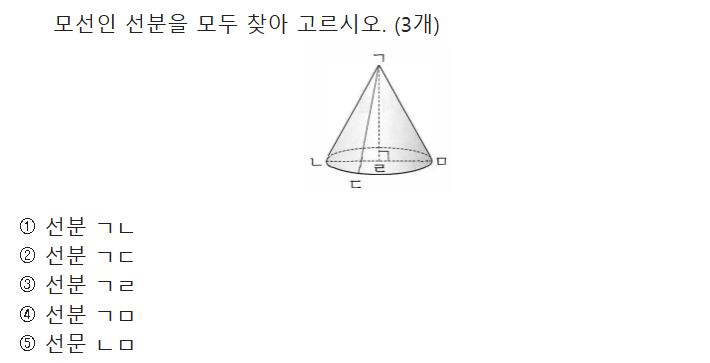 모선인 선분을 모두 찾아 고르시오. (3개)
ㄱ
ㄱ
ㄴ ㄹ ㅁ
ㄷ
① 선분 ㄱㄴ
② 선분 ㄱㄷ
③ 선분 ㄱㄹ
④ 선분 ㄱㅁ
⑤ 선문 ㄴㅁ